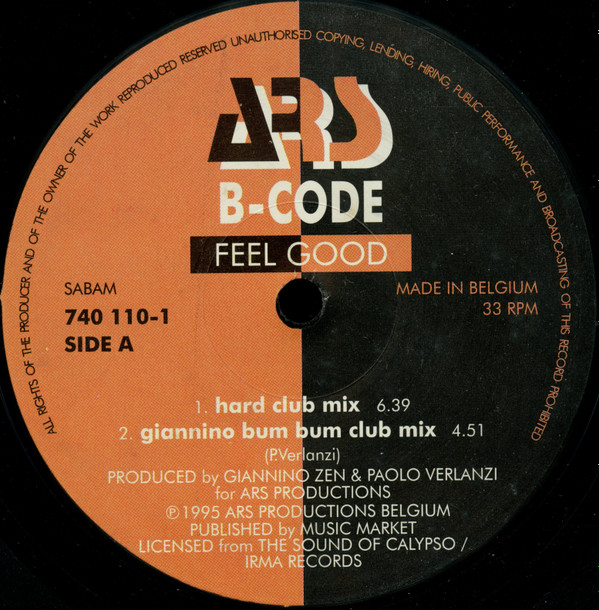 ALL RIGHTS OF THE PRODUCER AND OF THE OWNER OF THE WORK REPRODUCED RESERVED UNAUTHORISED COPYING, LENDING, HIRING, PUBLIC PERFORMANCE AND BROADCASTING OF THIS RECORD PROHIBITED
ARS
B-CODE
FEEL GOOD
SABAM
740 110-1
SIDE A
MADE IN BELGIUM
33 RPM
1. hard club mix 6.39
2. giannino bum bum club mix 4.51
(P.Verlanzi)
PRODUCED by GIANNINO ZEN & PAOLO VERLANZI
for ARS PRODUCTIONS
℗ 1995 ARS PRODUCTIONS BELGIUM
PUBLISHED by MUSIC MARKET
LICENSED from THE SOUND OF CALYPSO /
IRMA RECORDS